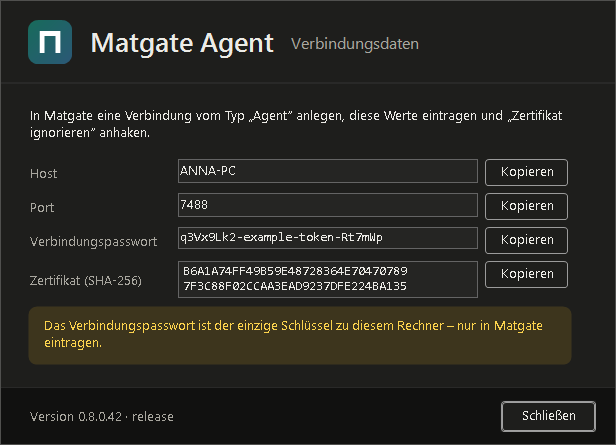 Matgate Agent Verbindungsdaten
In Matgate eine Verbindung vom Typ „Agent“ anlegen, diese Werte eintragen und „Zertifikat
ignorieren“ anhaken.
Host ANNA-PC Kopieren
Port 7488 Kopieren
Verbindungspasswort q3Vx9Lk2-example-token-Rt7mWp Kopieren
Zertifikat (SHA-256) B6A1A74FF49B59E48728364E70470789 Kopieren
7F3C88F02CCAA3EAD9237DFE224BA135
Das Verbindungspasswort ist der einzige Schlüssel zu diesem Rechner – nur in Matgate
eintragen.
Version 0.8.0.42 · release Schließen